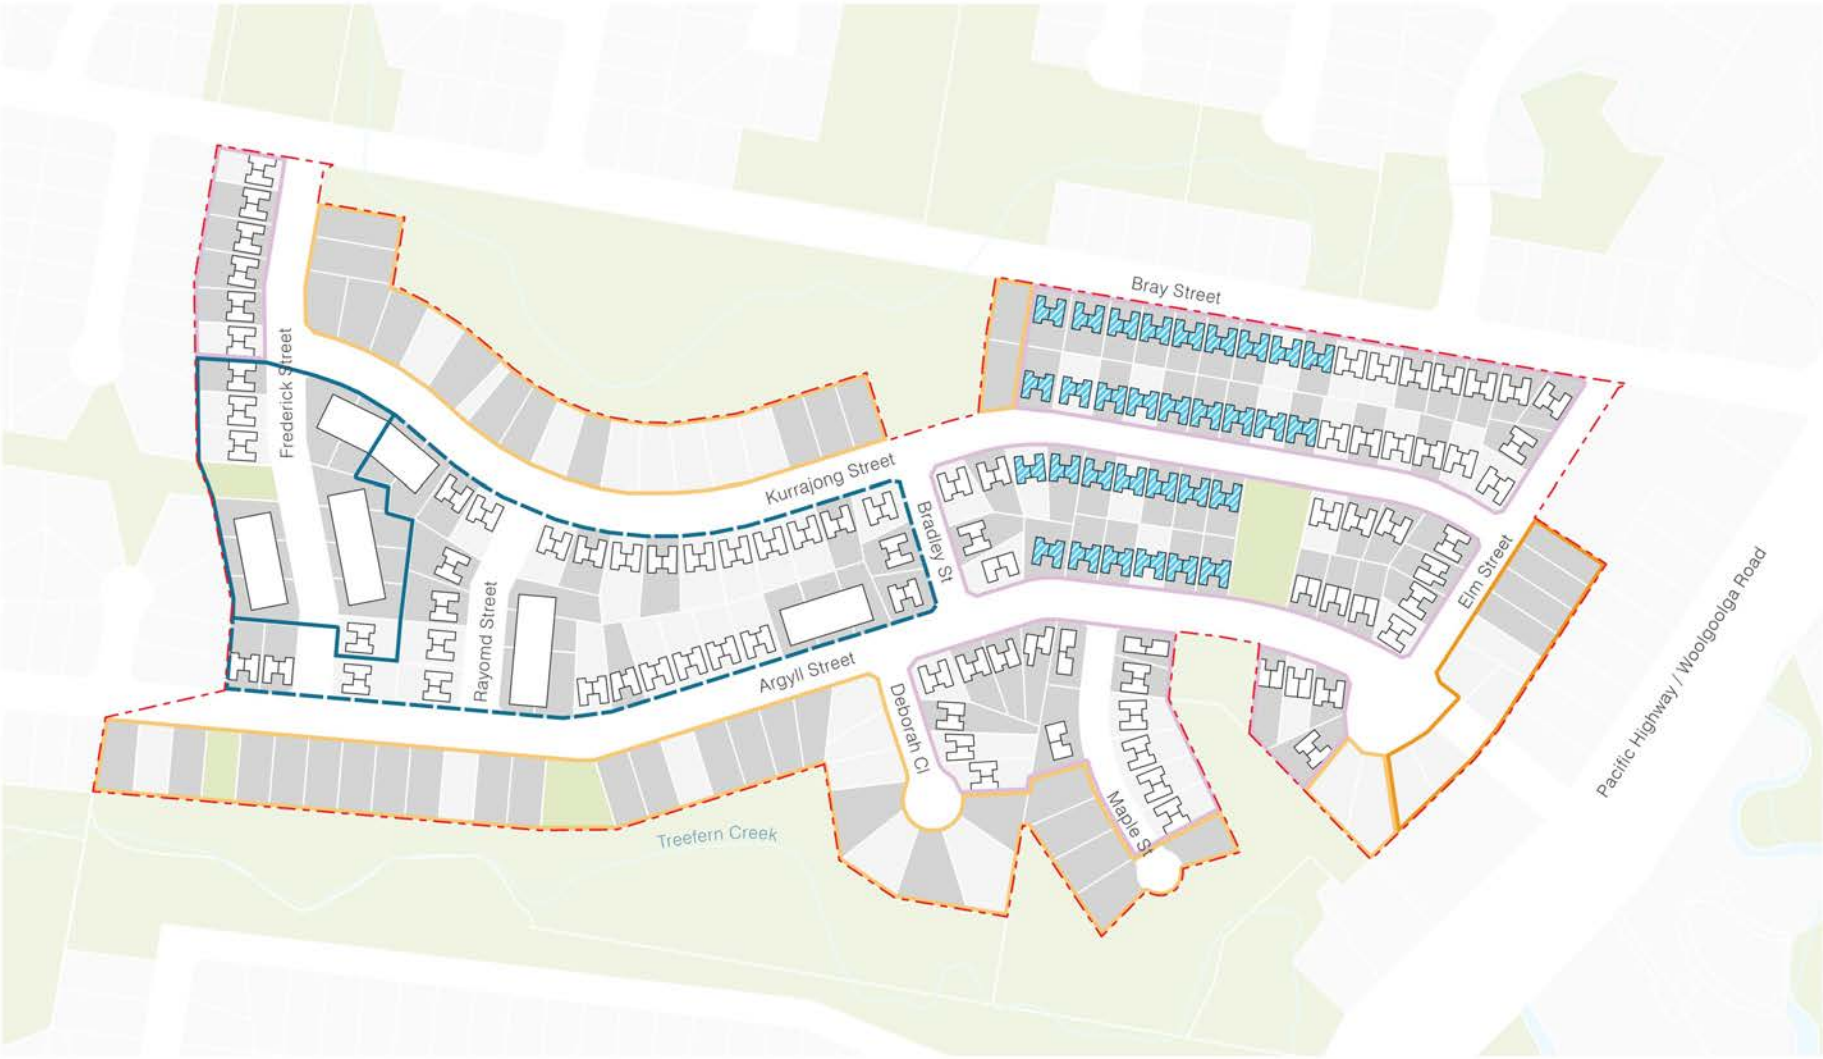 Bray Street
Frederick Street
Kurrajong Street
Bradley St
Elm Street
Pacific Highway / Woolgoolga Road
Rayomd Street
Argyll Street
Deborah Cl
Maple St
Treefern Creek